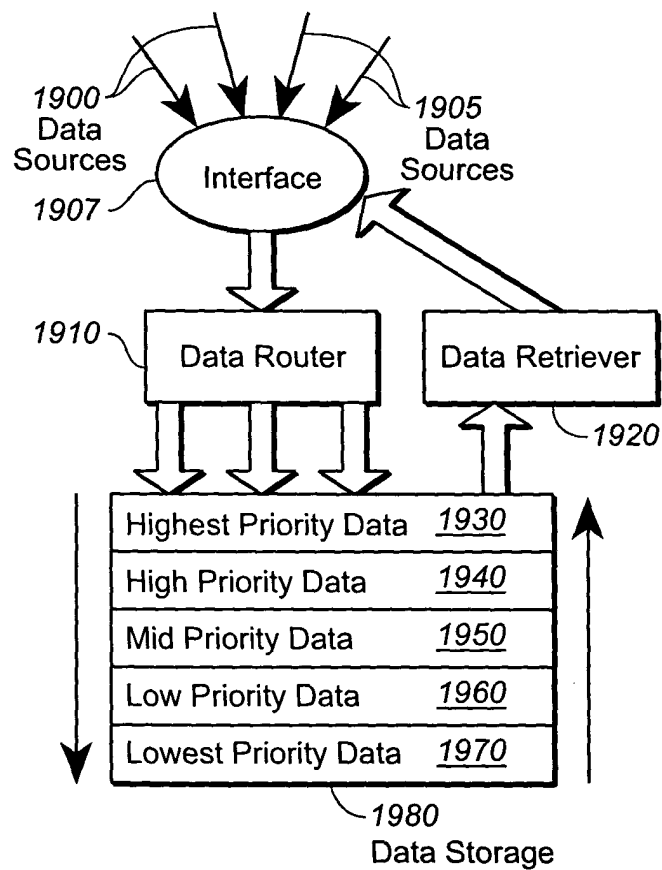 1900
Data
Sources
1905
Data
Sources
Interface
1907
1910
Data Router
Data Retriever
1920
Highest Priority Data 1930
High Priority Data 1940
Mid Priority Data 1950
Low Priority Data 1960
Lowest Priority Data 1970
1980
Data Storage